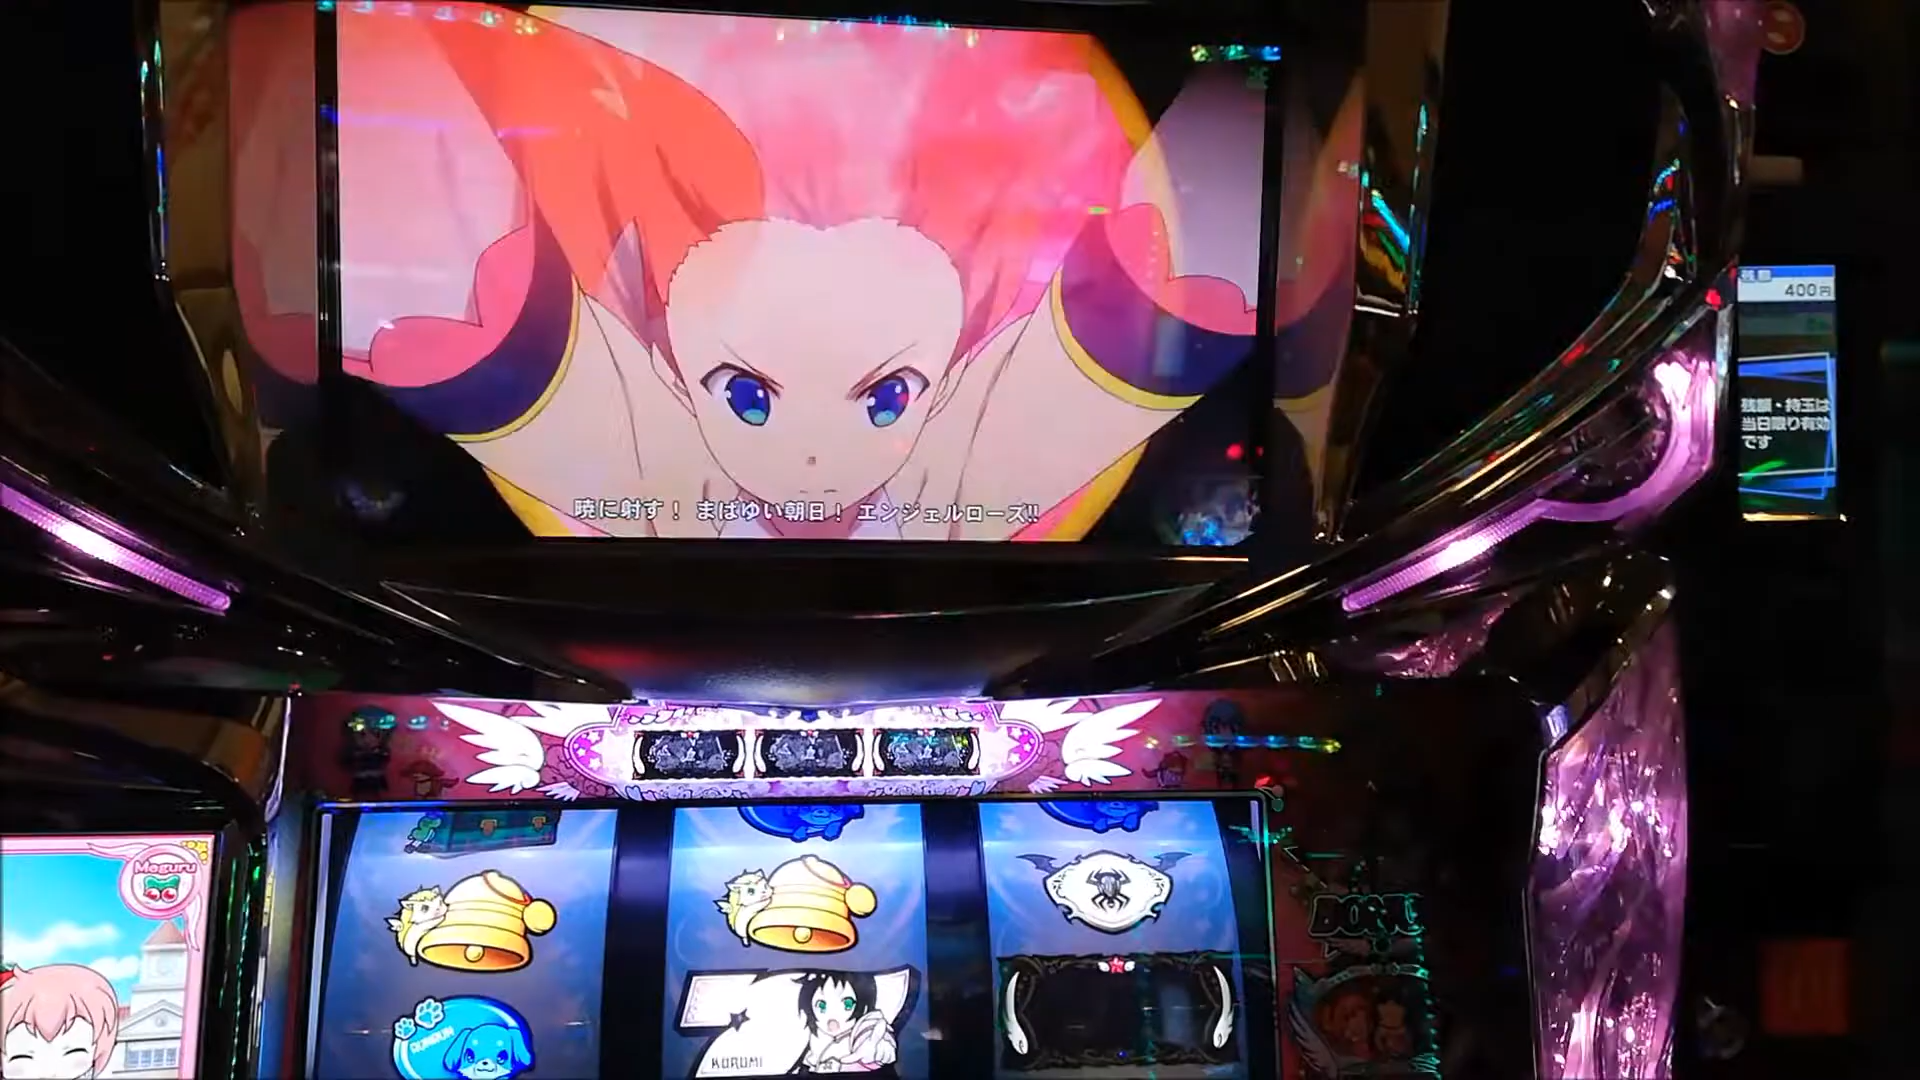 暁に射す！ まばゆい朝日！ エンジェルローズ!!
400円
残額・持玉は
当日限り有効
です
Meguru
RUNRUN
KURUMI